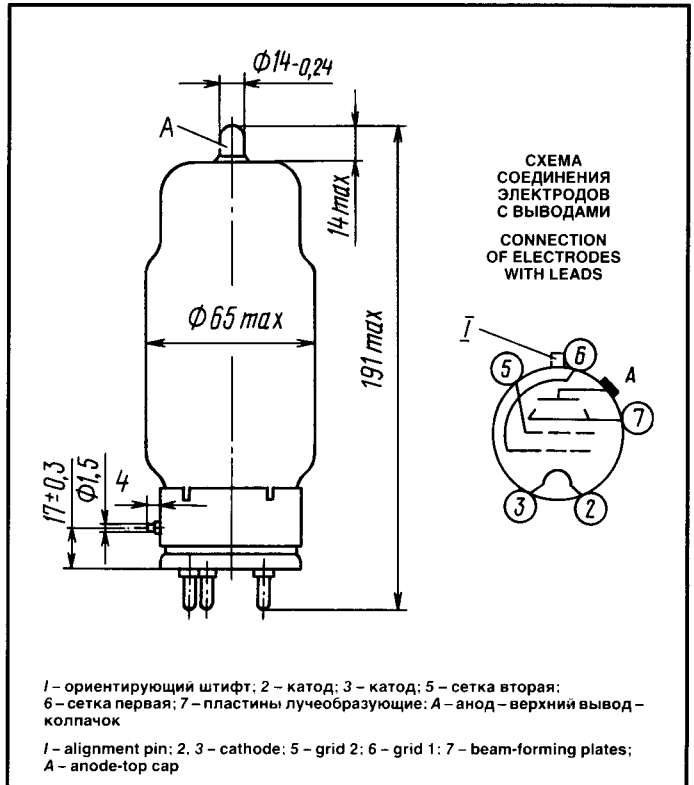 Ф14-0,24
А
14 max
191 max
Ф65 max
17±0,3
Ф1,5
4
СХЕМА
СОЕДИНЕНИЯ
ЭЛЕКТРОДОВ
С ВЫВОДАМИ
CONNECTION
OF ELECTRODES
WITH LEADS
I
6
5
А
7
3
2
I – ориентирующий штифт; 2 – катод; 3 – катод; 5 – сетка вторая;
6 – сетка первая; 7 – пластины лучеобразующие: А – анод – верхний вывод –
колпачок
I – alignment pin; 2, 3 – cathode; 5 – grid 2: 6 – grid 1: 7 – beam-forming plates;
A – anode-top cap